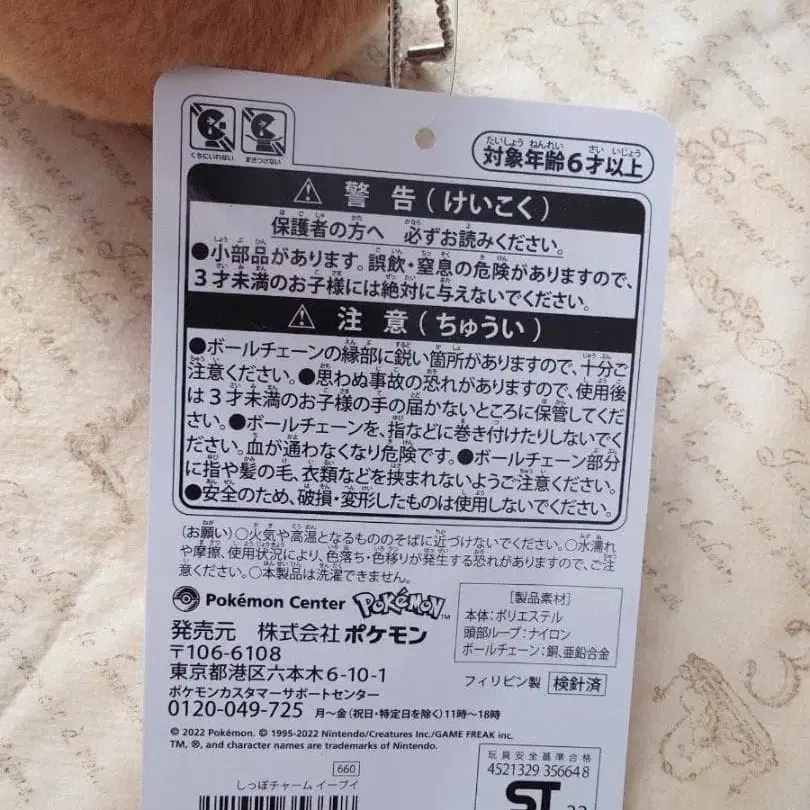 くちにいれない まきつけない
対象年齢6才以上
警告(けいこく)
保護者の方へ 必ずお読みください。
●小部品があります。誤飲・窒息の危険がありますので、
3才未満のお子様には絶対に与えないでください。
注意(ちゅうい)
●ボールチェーンの縁部に鋭い箇所がありますので、十分ご
注意ください。●思わぬ事故の恐れがありますので、使用後
は3才未満のお子様の手の届かないところに保管してくだ
さい。●ボールチェーンを、指などに巻き付けたりしないでく
ださい。血が通わなくなり危険です。●ボールチェーン部分
に指や髪の毛、衣類などを挟まれないようご注意ください。
●安全のため、破損・変形したものは使用しないでください。
(お願い)○火気や高温となるもののそばに近づけないでください。○水濡れ
や摩擦、使用状況により、色落ち・色移りが発生する恐れがありますので、ご注
意ください。○本製品は洗濯できません。
Pokémon Center POKÉMON™
発売元 株式会社ポケモン
〒106-6108
東京都港区六本木6-10-1
ポケモンカスタマーサポートセンター
0120-049-725 月〜金(祝日・特定日を除く)11時〜18時
© 2022 Pokémon. © 1995-2022 Nintendo/Creatures Inc./GAME FREAK inc.
TM, ®, and character names are trademarks of Nintendo.
[製品素材]
本体:ポリエステル
頭部ループ:ナイロン
ボールチェーン:銅、亜鉛合金
フィリピン製 検針済
660
しっぽチャーム イーブイ
玩具安全基準合格
4521329 356648
ST